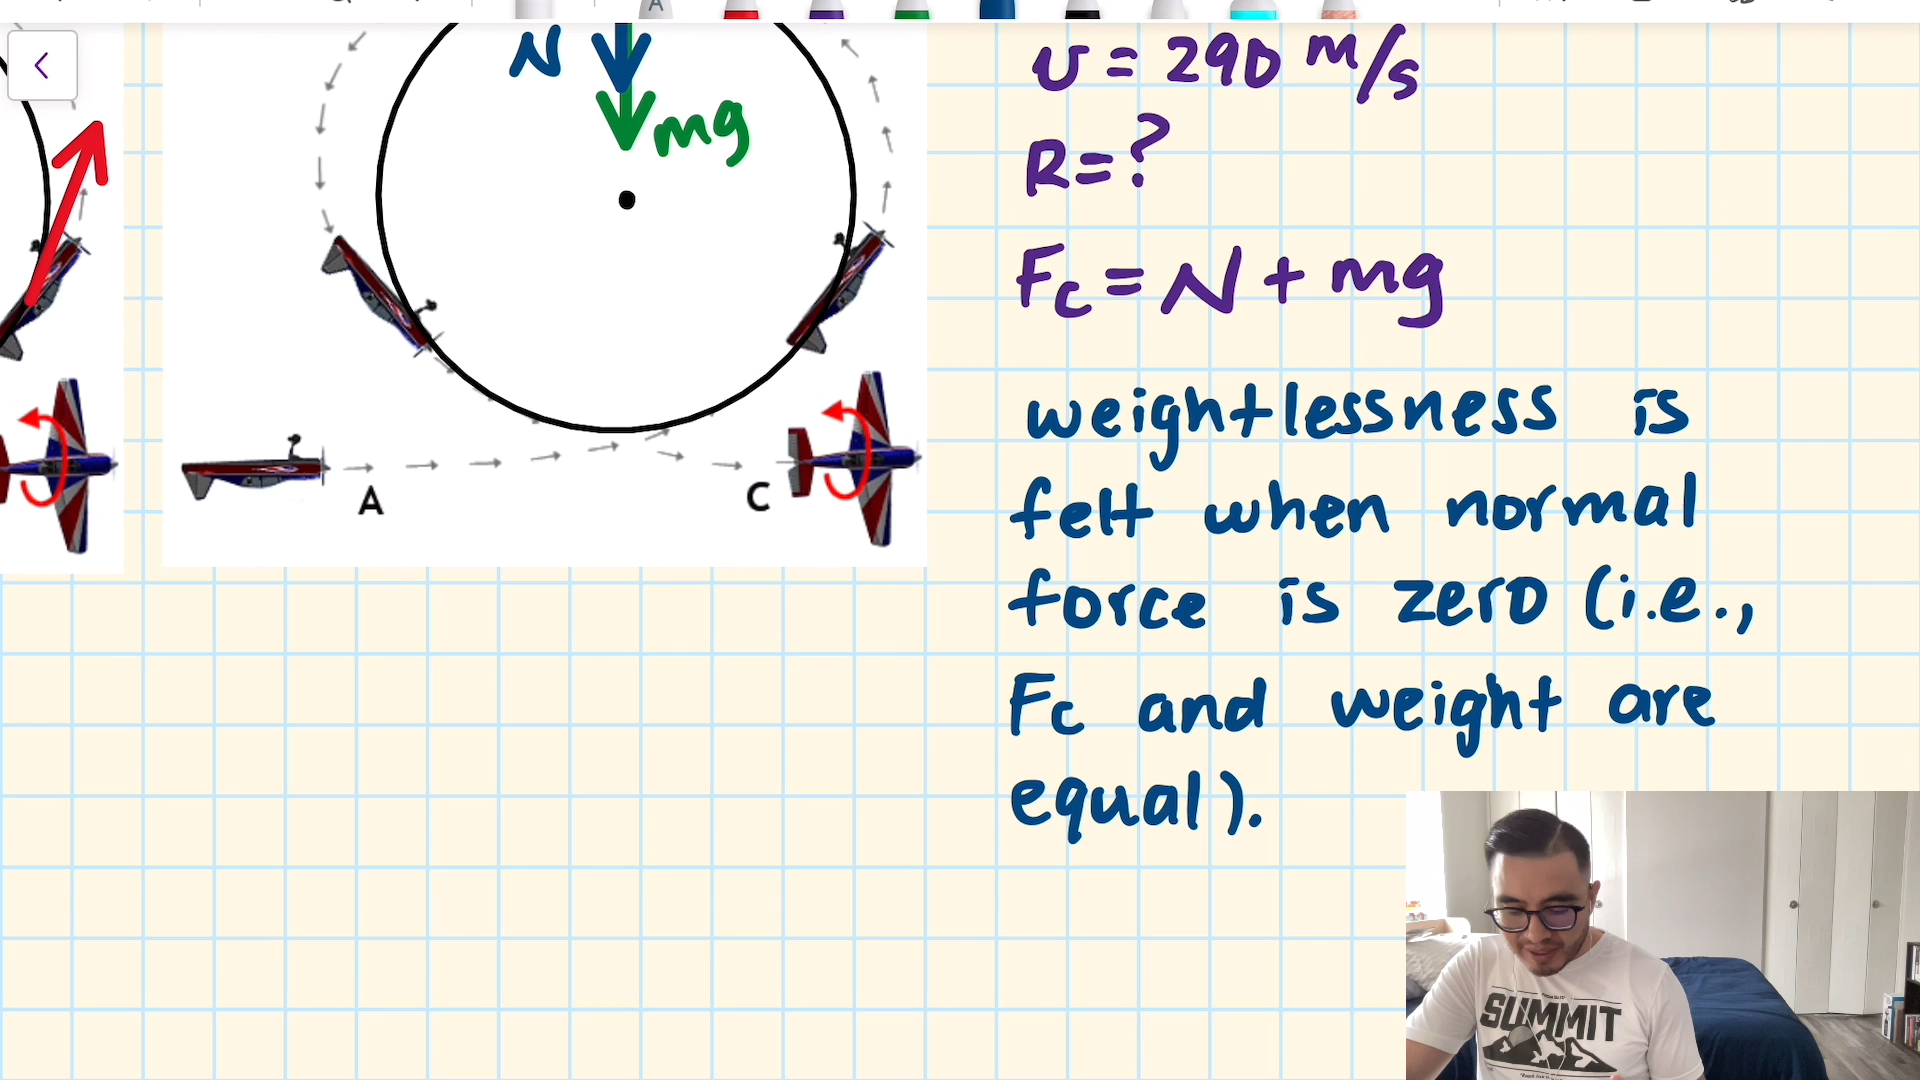 A
N
mg
A
C
v = 290 m/s
R = ?
Fc = N + mg
weightlessness is
felt when normal
force is zero (i.e.,
Fc and weight are
equal).
SUMMIT